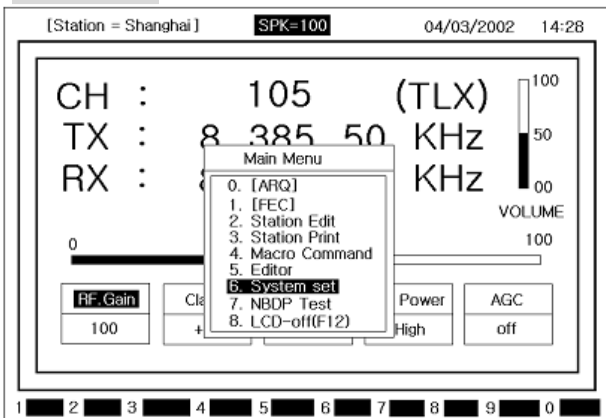 [Station = Shanghai] SPK=100 04/03/2002 14:28
CH : 105 (TLX)
TX : 8 385 50 KHz
RX : KHz
100
50
00
VOLUME
Main Menu
0. [ARQ]
1. [FEC]
2. Station Edit
3. Station Print
4. Macro Command
5. Editor
6. System set
7. NBDP Test
8. LCD-off(F12)
0 100
RF.Gain Cla Power AGC
100 + High off
1 2 3 4 5 6 7 8 9 0